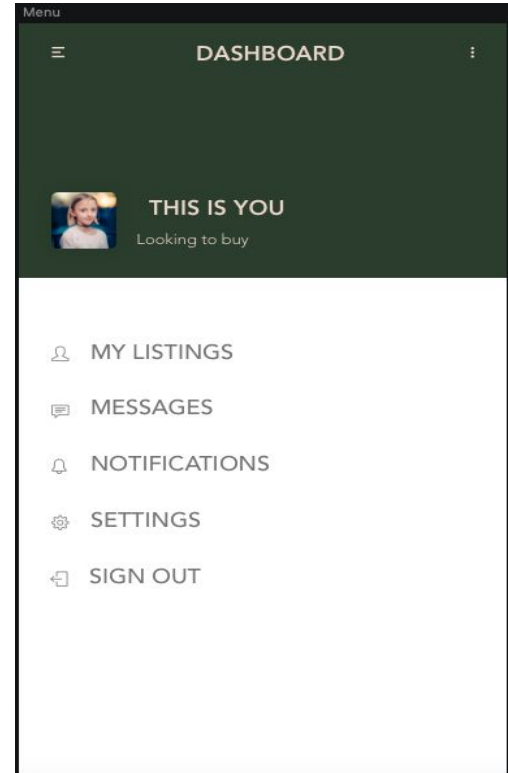 Menu
DASHBOARD
THIS IS YOU
Looking to buy
MY LISTINGS
MESSAGES
NOTIFICATIONS
SETTINGS
SIGN OUT